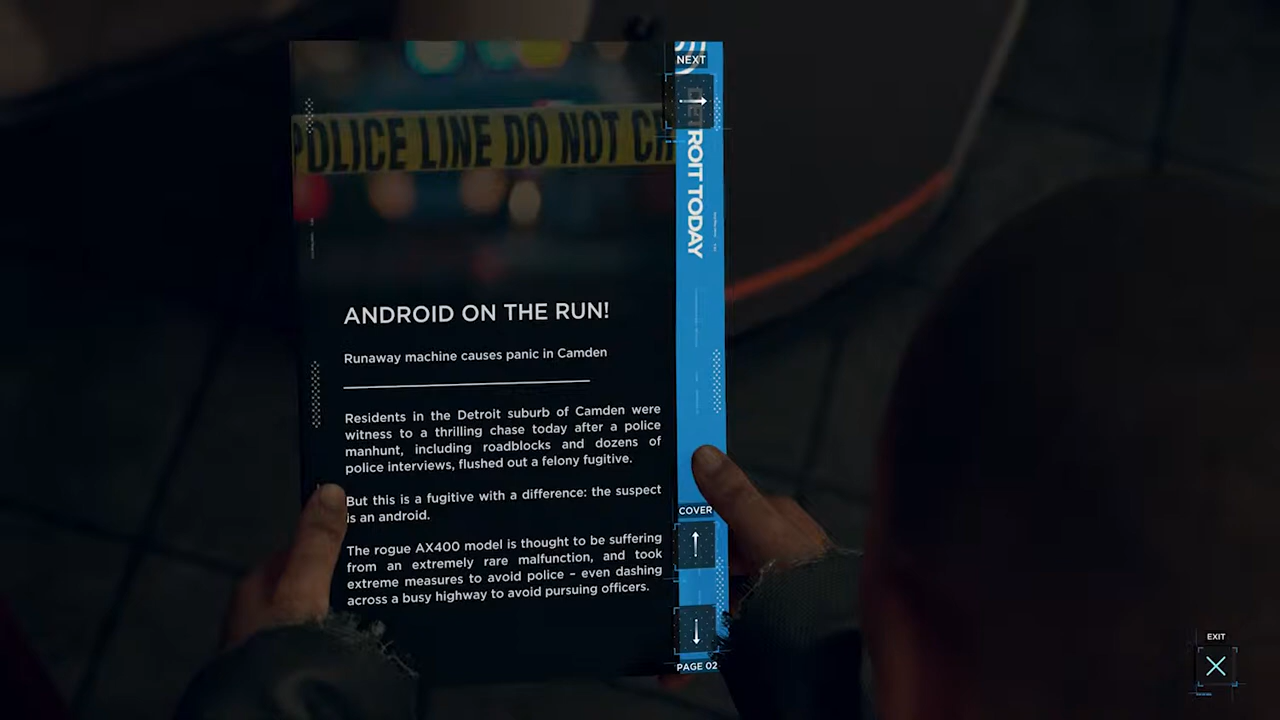 POLICE LINE DO NOT CR
NEXT
DETROIT TODAY
ANDROID ON THE RUN!
Runaway machine causes panic in Camden
Residents in the Detroit suburb of Camden were
witness to a thrilling chase today after a police
manhunt, including roadblocks and dozens of
police interviews, flushed out a felony fugitive.
But this is a fugitive with a difference: the suspect
is an android.
The rogue AX400 model is thought to be suffering
from an extremely rare malfunction, and took
extreme measures to avoid police – even dashing
across a busy highway to avoid pursuing officers.
COVER
PAGE 02
EXIT